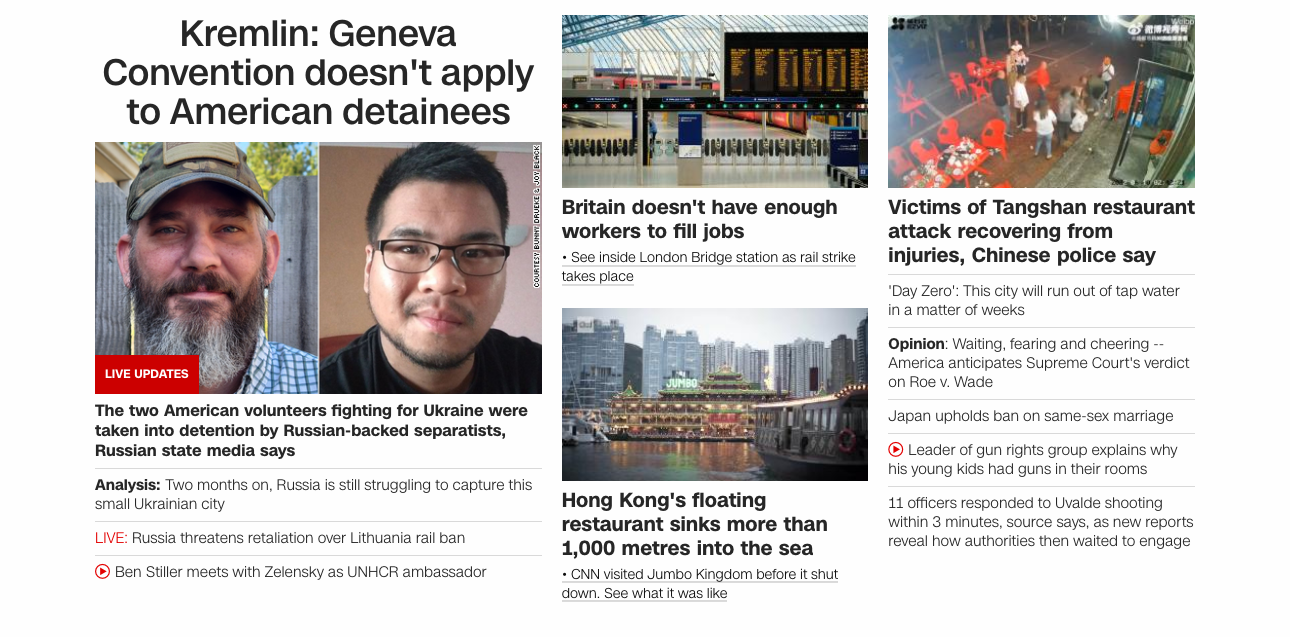 Kremlin: Geneva
Convention doesn't apply
to American detainees
COURTESY BUNNY DRUEKE & JOY BLACK
LIVE UPDATES
The two American volunteers fighting for Ukraine were
taken into detention by Russian-backed separatists,
Russian state media says
Analysis: Two months on, Russia is still struggling to capture this
small Ukrainian city
LIVE: Russia threatens retaliation over Lithuania rail ban
Ben Stiller meets with Zelensky as UNHCR ambassador
Britain doesn't have enough
workers to fill jobs
• See inside London Bridge station as rail strike
takes place
JUMBO
Hong Kong's floating
restaurant sinks more than
1,000 metres into the sea
• CNN visited Jumbo Kingdom before it shut
down. See what it was like
Weibo
Victims of Tangshan restaurant
attack recovering from
injuries, Chinese police say
'Day Zero': This city will run out of tap water
in a matter of weeks
Opinion: Waiting, fearing and cheering --
America anticipates Supreme Court's verdict
on Roe v. Wade
Japan upholds ban on same-sex marriage
Leader of gun rights group explains why
his young kids had guns in their rooms
11 officers responded to Uvalde shooting
within 3 minutes, source says, as new reports
reveal how authorities then waited to engage